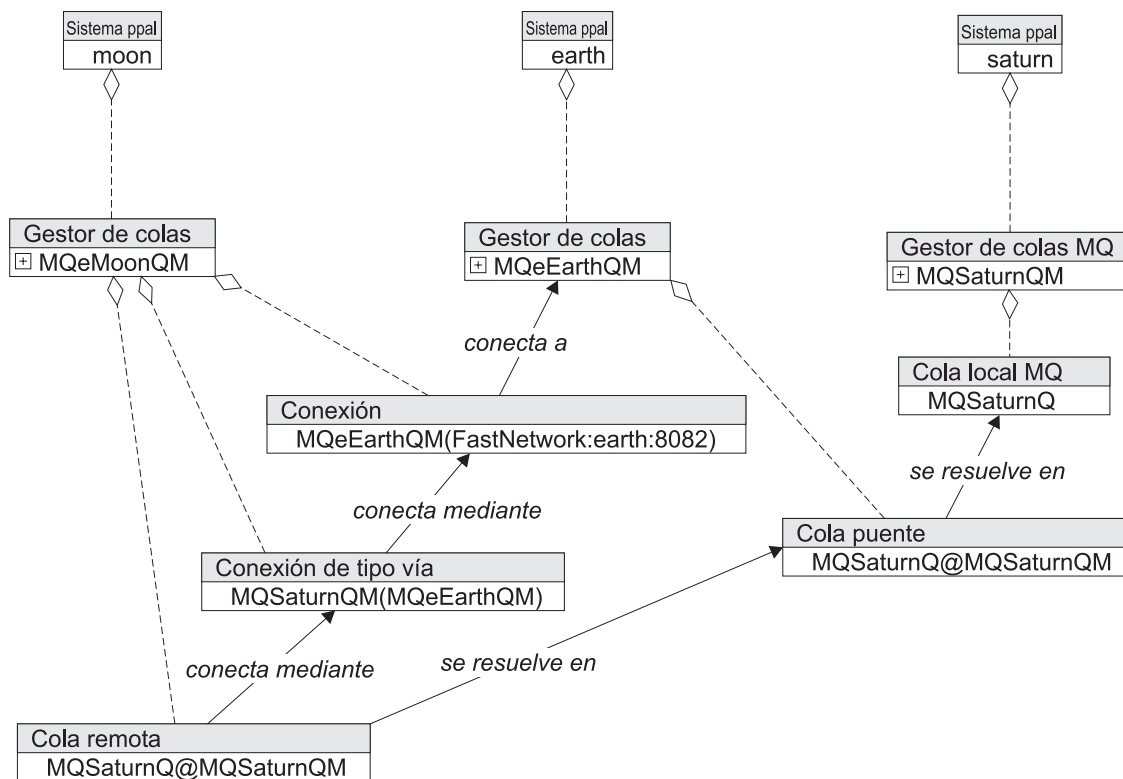 Sistema ppal
moon
Sistema ppal
earth
Sistema ppal
saturn
Gestor de colas
MQeMoonQM
Gestor de colas
MQeEarthQM
Gestor de colas MQ
MQSaturnQM
conecta a
Cola local MQ
MQSaturnQ
Conexión
MQeEarthQM(FastNetwork:earth:8082)
se resuelve en
conecta mediante
Cola puente
MQSaturnQ@MQSaturnQM
Conexión de tipo vía
MQSaturnQM(MQeEarthQM)
conecta mediante
se resuelve en
Cola remota
MQSaturnQ@MQSaturnQM